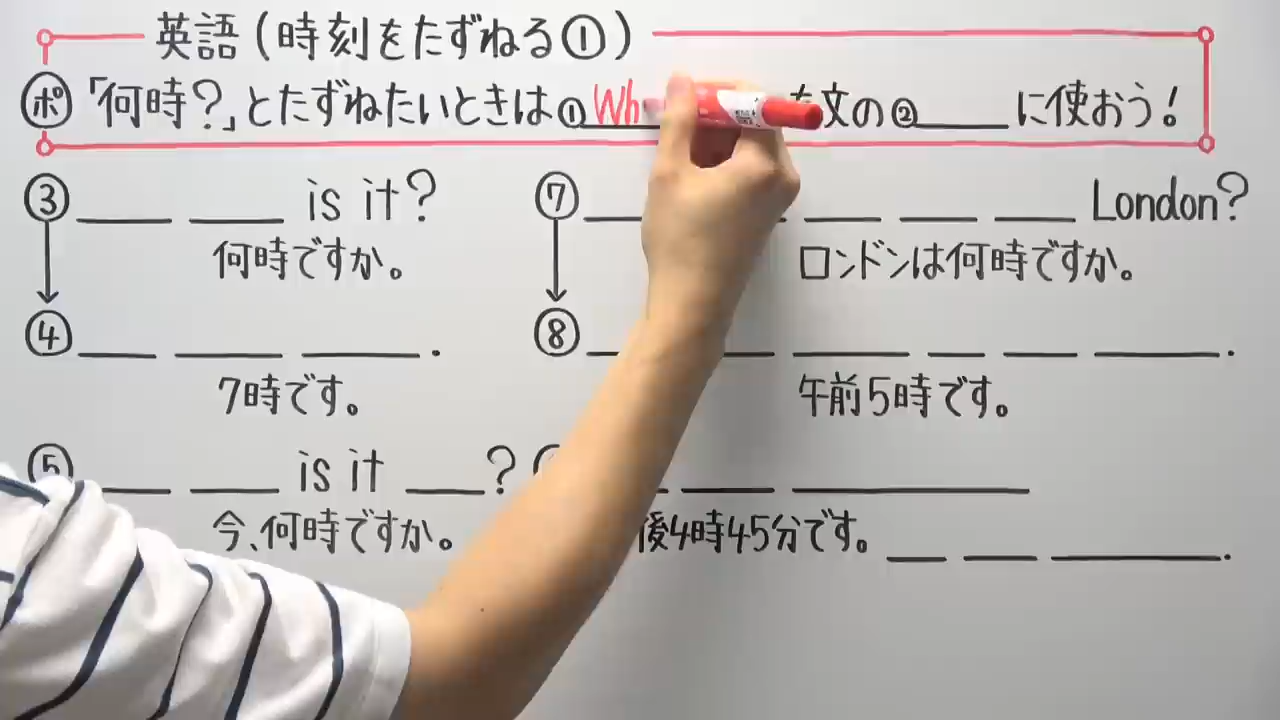 英語(時刻をたずねる①)
ポ 「何時?」とたずねたいときは ① Wh 文の ② に使おう!
③ is it?
何時ですか。
④ .
7時です。
⑤ is it ?
今、何時ですか。
⑦ London?
ロンドンは何時ですか。
⑧ .
午前5時です。
後4時45分です。
.